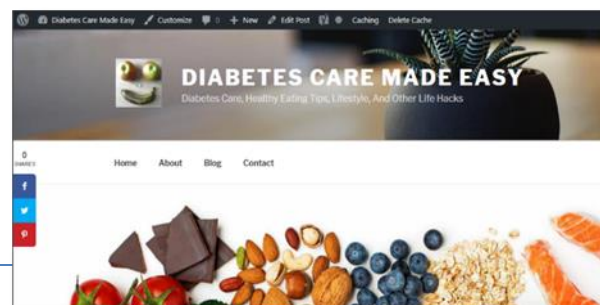 Diabetes Care Made Easy Customize 0 New Edit Post Caching Delete Cache
DIABETES CARE MADE EASY
Diabetes Care, Healthy Eating Tips, Lifestyle, And Other Life Hacks
0
SHARES
Home About Blog Contact